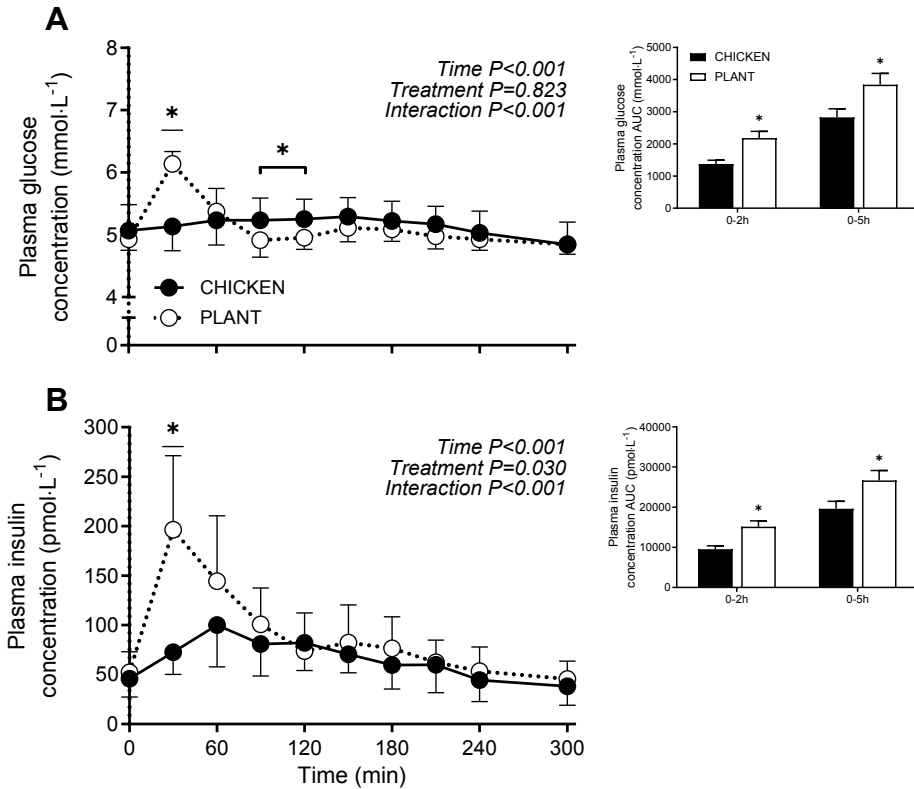 A
Plasma glucose
concentration (mmol·L⁻¹)
8
7
6
5
4
0
*
*
Time P<0.001
Treatment P=0.823
Interaction P<0.001
CHICKEN
PLANT
Plasma glucose
concentration AUC (mmol·L⁻¹)
5000
4000
3000
2000
1000
0
CHICKEN
PLANT
*
*
0-2h
0-5h
B
Plasma insulin
concentration (pmol·L⁻¹)
300
250
200
150
100
50
0
*
Time P<0.001
Treatment P=0.030
Interaction P<0.001
0
60
120
180
240
300
Time (min)
Plasma insulin
concentration AUC (pmol·L⁻¹)
40000
30000
20000
10000
0
*
*
0-2h
0-5h